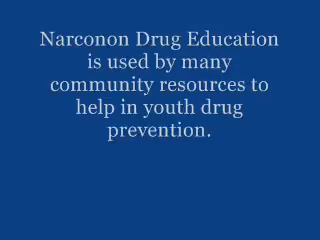 Narconon Drug Education
is used by many
community resources to
help in youth drug
prevention.